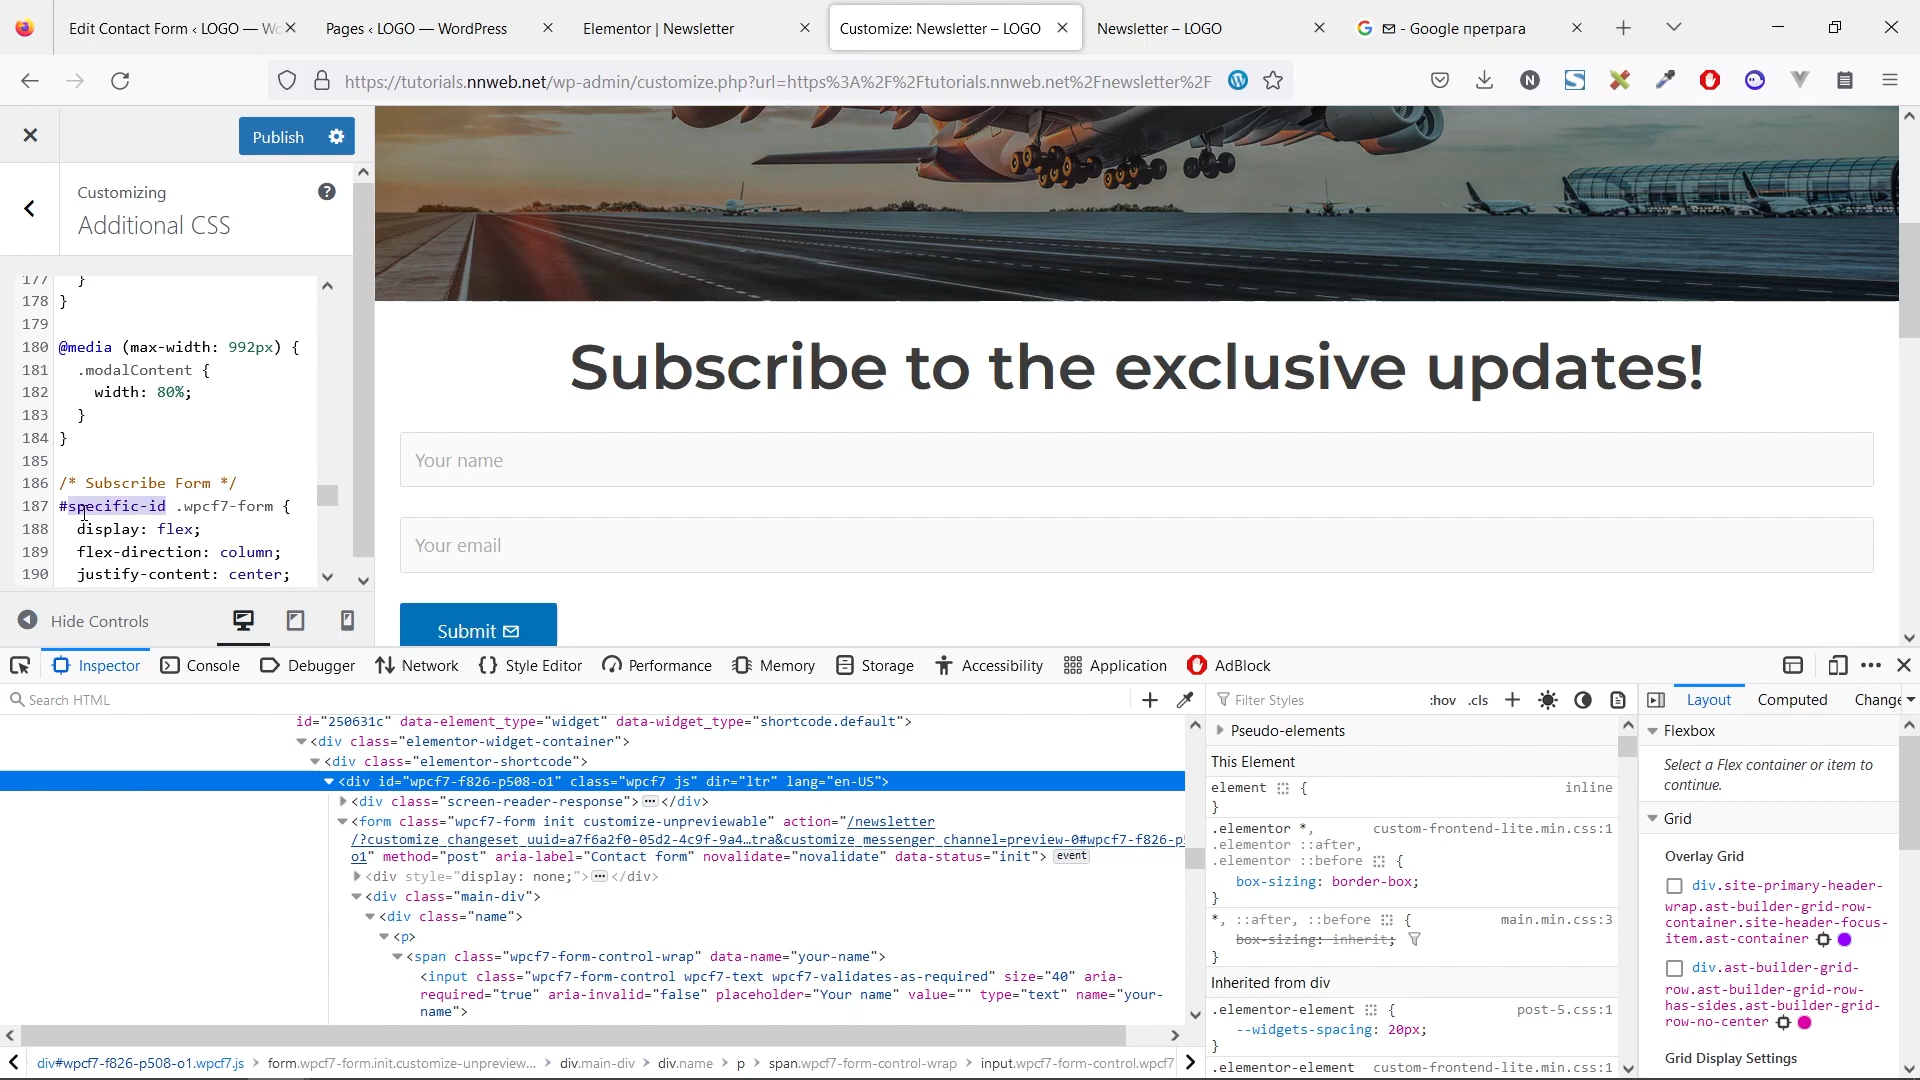 Edit Contact Form ‹ LOGO — Wo
Pages ‹ LOGO — WordPress
Elementor | Newsletter
Customize: Newsletter – LOGO
Newsletter – LOGO
✉ - Google претрага
https://tutorials.nnweb.net/wp-admin/customize.php?url=https%3A%2F%2Ftutorials.nnweb.net%2Fnewsletter%2F
Publish
Customizing
Additional CSS
177 }
178 }
179
180 @media (max-width: 992px) {
181 .modalContent {
182 width: 80%;
183 }
184 }
185
186 /* Subscribe Form */
187 #specific-id .wpcf7-form {
188 display: flex;
189 flex-direction: column;
190 justify-content: center;
Hide Controls
Subscribe to the exclusive updates!
Your name
Your email
Submit ✉
Inspector Console Debugger Network Style Editor Performance Memory Storage Accessibility Application AdBlock
Search HTML
id="250631c" data-element_type="widget" data-widget_type="shortcode.default">
<div class="elementor-widget-container">
<div class="elementor-shortcode">
<div id="wpcf7-f826-p508-o1" class="wpcf7 js" dir="ltr" lang="en-US">
<div class="screen-reader-response"> ••• </div>
<form class="wpcf7-form init customize-unpreviewable" action="/newsletter
/?customize_changeset_uuid=a7f6a2f0-05d2-4c9f-9a4…tra&customize_messenger_channel=preview-0#wpcf7-f826-p5
o1" method="post" aria-label="Contact form" novalidate="novalidate" data-status="init"> event
<div style="display: none;"> ••• </div>
<div class="main-div">
<div class="name">
<p>
<span class="wpcf7-form-control-wrap" data-name="your-name">
<input class="wpcf7-form-control wpcf7-text wpcf7-validates-as-required" size="40" aria-
required="true" aria-invalid="false" placeholder="Your name" value="" type="text" name="your-
name">
div#wpcf7-f826-p508-o1.wpcf7.js › form.wpcf7-form.init.customize-unpreview… › div.main-div › div.name › p › span.wpcf7-form-control-wrap › input.wpcf7-form-control.wpcf7
Filter Styles
:hov .cls
Pseudo-elements
This Element
element { inline
}
.elementor *, custom-frontend-lite.min.css:1
.elementor ::after,
.elementor ::before {
box-sizing: border-box;
}
*, ::after, ::before { main.min.css:3
box-sizing: inherit;
}
Inherited from div
.elementor-element { post-5.css:1
--widgets-spacing: 20px;
}
.elementor-element custom-frontend-lite.min.css:1
Layout Computed Change
Flexbox
Select a Flex container or item to
continue.
Grid
Overlay Grid
div.site-primary-header-
wrap.ast-builder-grid-row-
container.site-header-focus-
item.ast-container
div.ast-builder-grid-
row.ast-builder-grid-row-
has-sides.ast-builder-grid-
row-no-center
Grid Display Settings